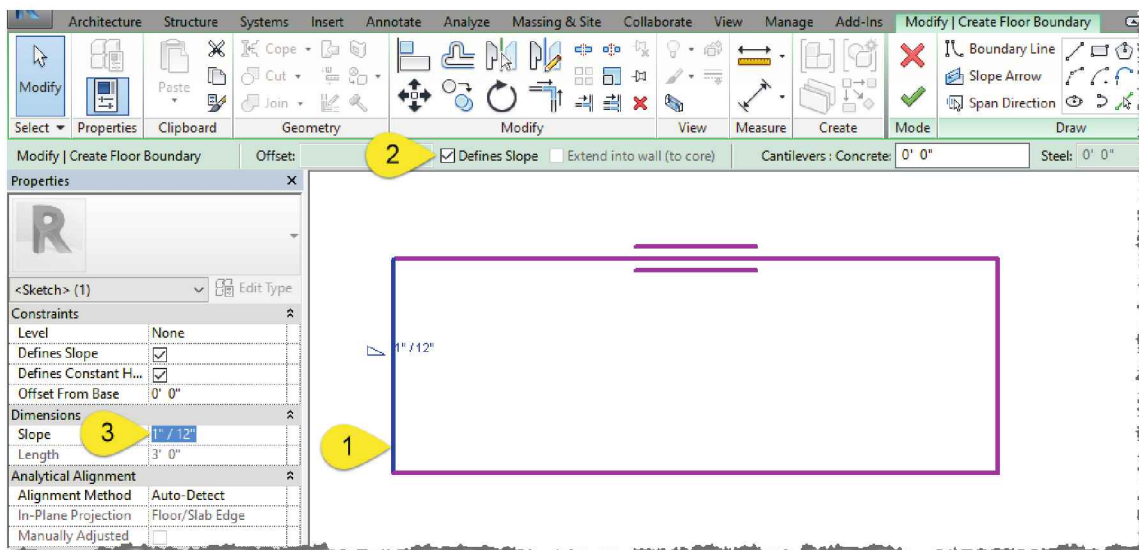 Architecture Structure Systems Insert Annotate Analyze Massing & Site Collaborate View Manage Add-Ins Modify | Create Floor Boundary
Modify
Paste
Cope
Cut
Join
Boundary Line
Slope Arrow
Span Direction
Select Properties Clipboard Geometry Modify View Measure Create Mode Draw
Modify | Create Floor Boundary Offset: 2 Defines Slope Extend into wall (to core) Cantilevers : Concrete: 0' 0" Steel: 0' 0"
Properties X
R
<Sketch> (1) Edit Type
Constraints
Level None
Defines Slope
Defines Constant H...
Offset From Base 0' 0"
Dimensions
Slope 3 1" / 12"
Length 3' 0"
Analytical Alignment
Alignment Method Auto-Detect
In-Plane Projection Floor/Slab Edge
Manually Adjusted
1" / 12"
1